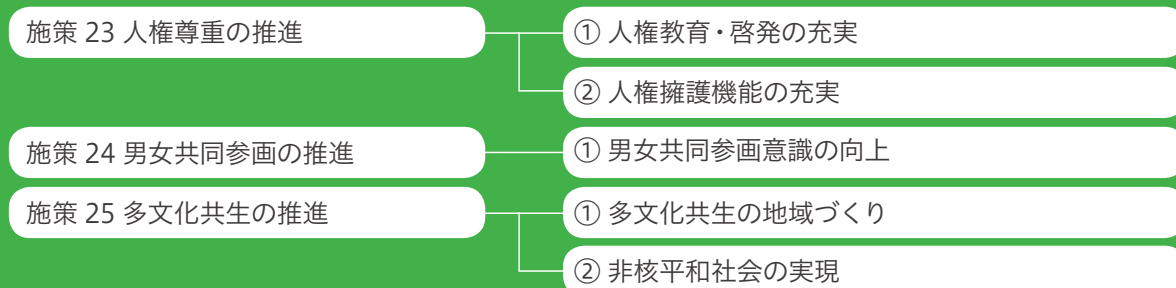 施策 23 人権尊重の推進
① 人権教育・啓発の充実
② 人権擁護機能の充実
施策 24 男女共同参画の推進
① 男女共同参画意識の向上
施策 25 多文化共生の推進
① 多文化共生の地域づくり
② 非核平和社会の実現